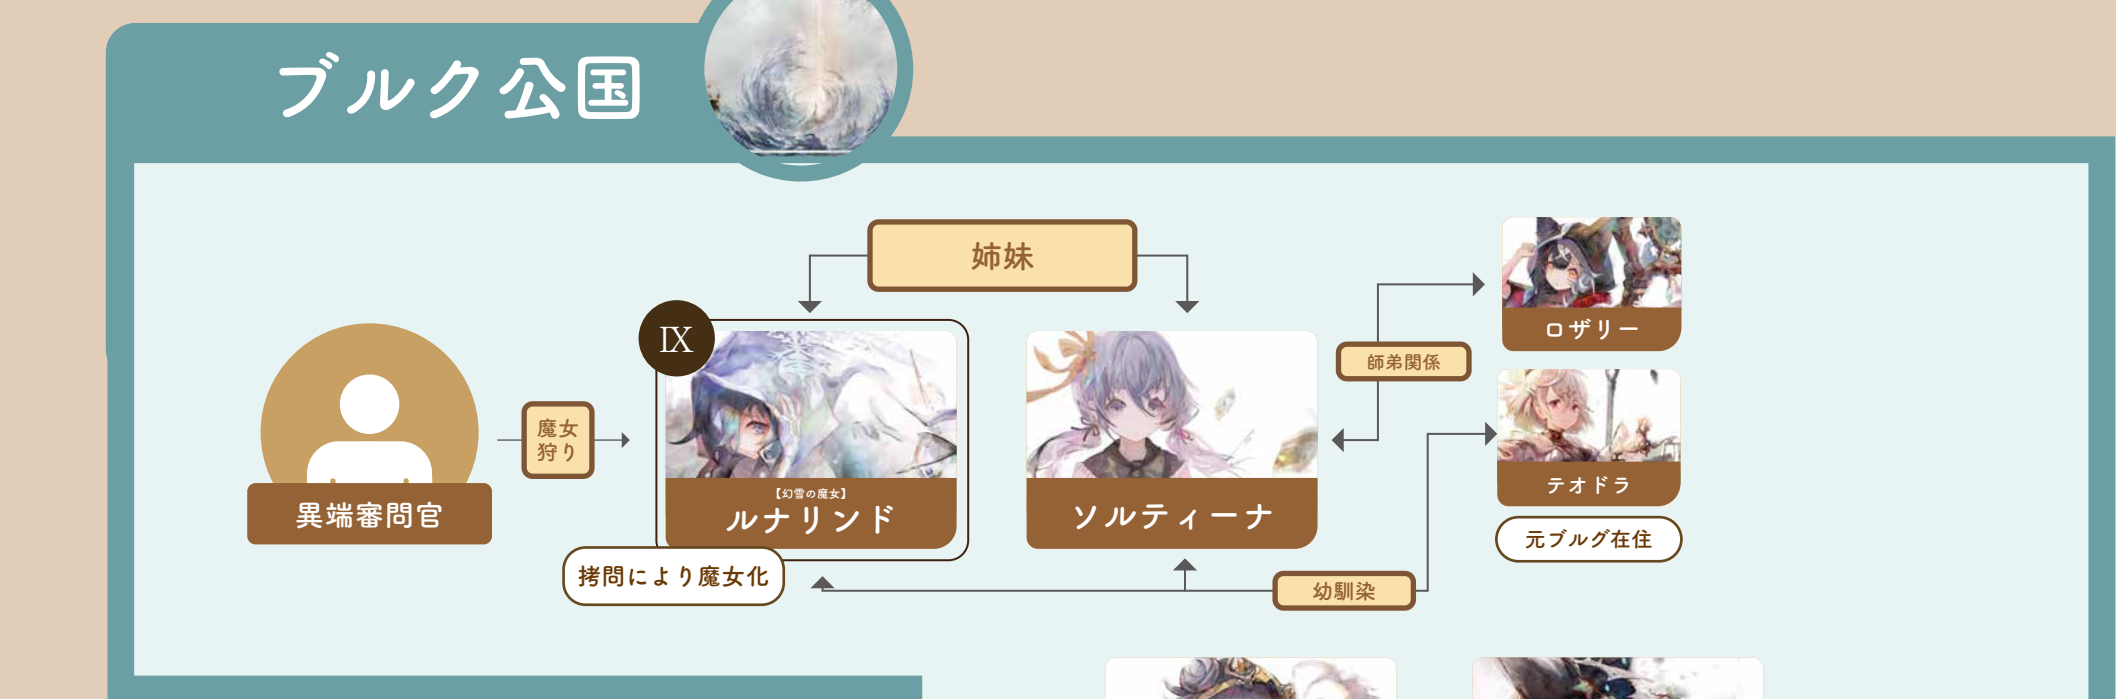 ブルク公国
姉妹
ロザリー
師弟関係
テオドラ
元ブルグ在住
IX
魔女
狩り
異端審問官
【幻雪の魔女】
ルナリンド
ソルティーナ
拷問により魔女化
幼馴染